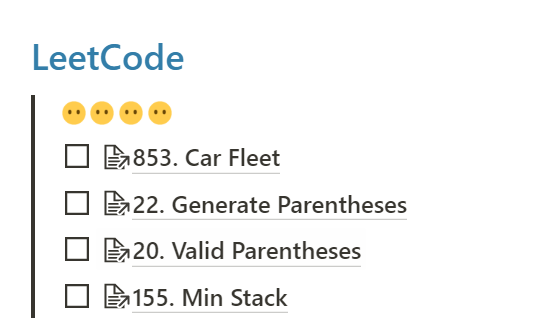 LeetCode
😶😶😶😶
853. Car Fleet
22. Generate Parentheses
20. Valid Parentheses
155. Min Stack